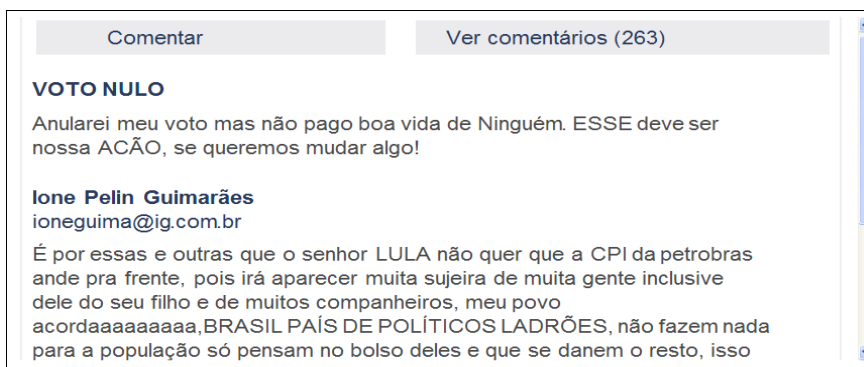 Comentar
Ver comentários (263)
VOTO NULO
Anularei meu voto mas não pago boa vida de Ninguém. ESSE deve ser
nossa ACÃO, se queremos mudar algo!
Ione Pelin Guimarães
ioneguima@ig.com.br
É por essas e outras que o senhor LULA não quer que a CPI da petrobras
ande pra frente, pois irá aparecer muita sujeira de muita gente inclusive
dele do seu filho e de muitos companheiros, meu povo
acordaaaaaaaaa,BRASIL PAÍS DE POLÍTICOS LADRÕES, não fazem nada
para a população só pensam no bolso deles e que se danem o resto, isso